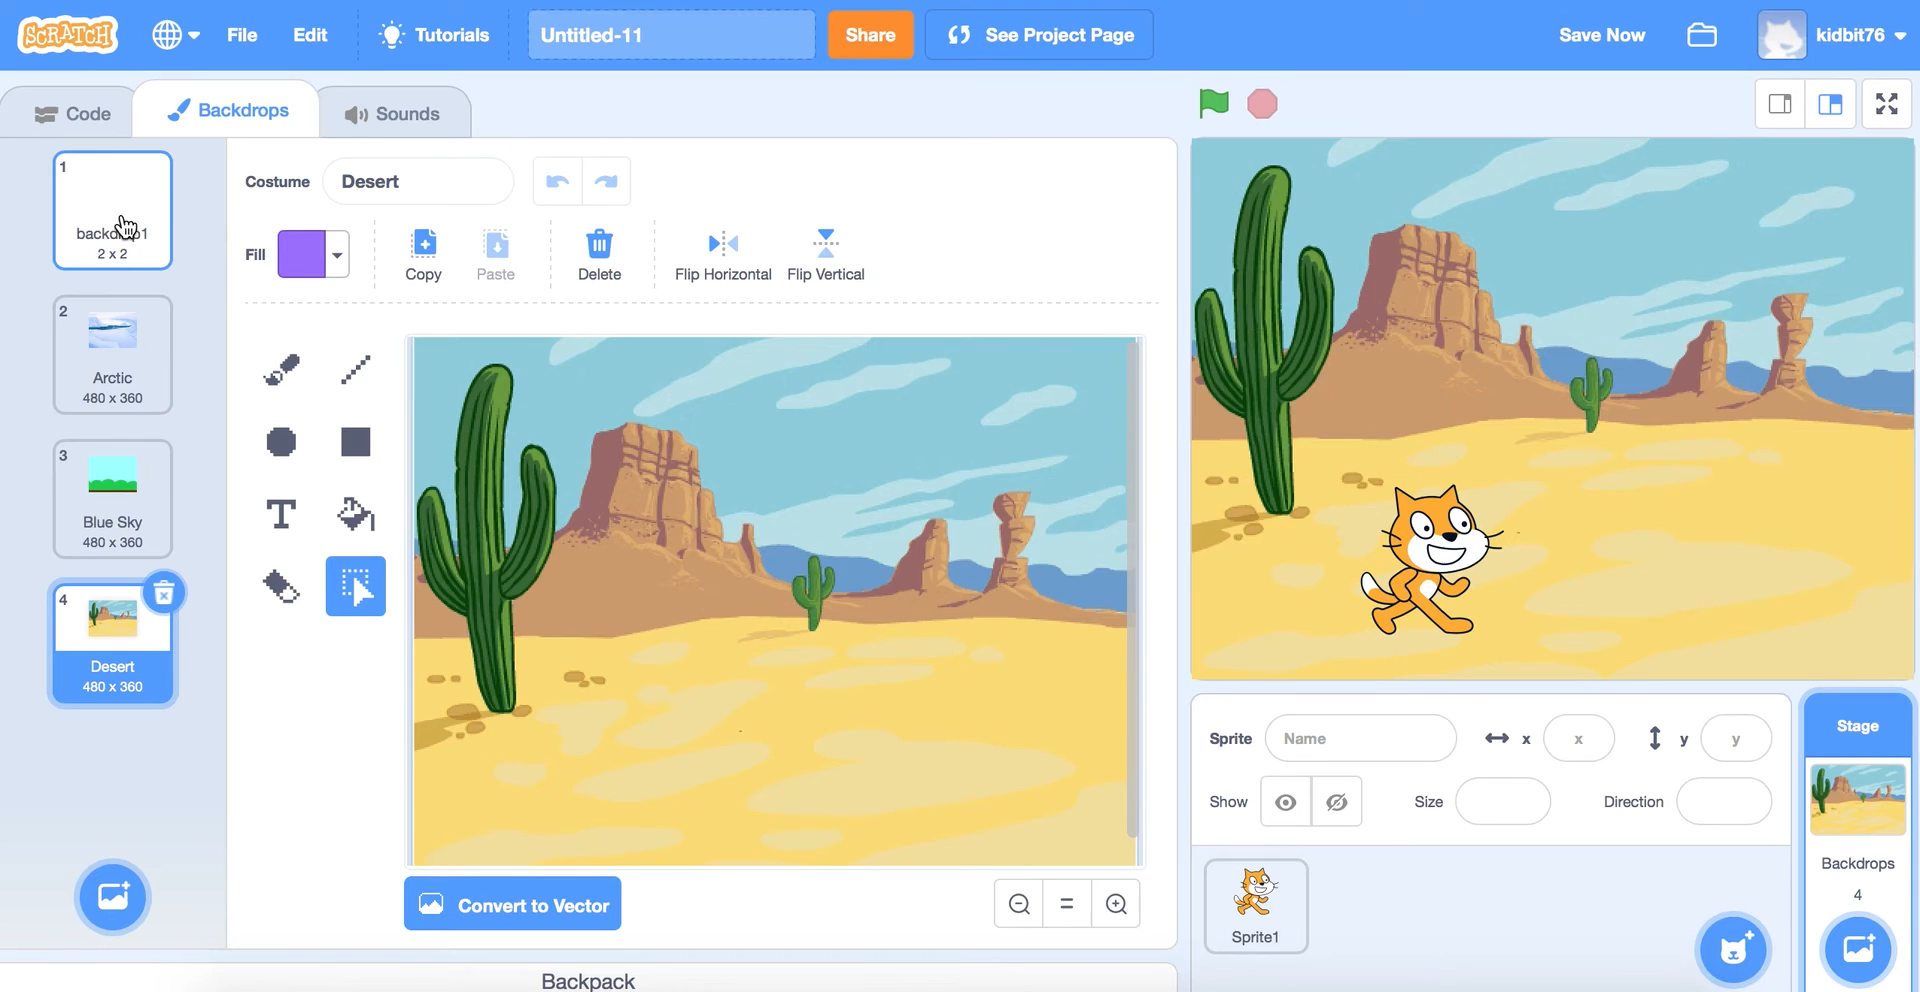 SCRATCH
File
Edit
Tutorials
Untitled-11
Share
See Project Page
Save Now
kidbit76
Code
Backdrops
Sounds
1
2 x 2
2
Arctic
480 x 360
3
Blue Sky
480 x 360
4
Desert
480 x 360
Costume
Desert
Fill
Copy
Paste
Delete
Flip Horizontal
Flip Vertical
T
Convert to Vector
=
Backpack
Sprite
Name
x
x
y
y
Show
Size
Direction
Sprite1
Stage
Backdrops
4